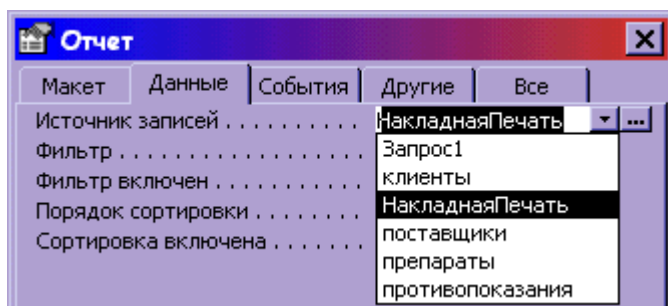 Отчет
Макет Данные События Другие Все
Источник записей . . . . . . . . . . НакладнаяПечать ...
Фильтр . . . . . . . . . . . . . . . . . . . Запрос1
Фильтр включен . . . . . . . . . . . клиенты
Порядок сортировки . . . . . . . НакладнаяПечать
Сортировка включена . . . . . . поставщики
препараты
противопоказания